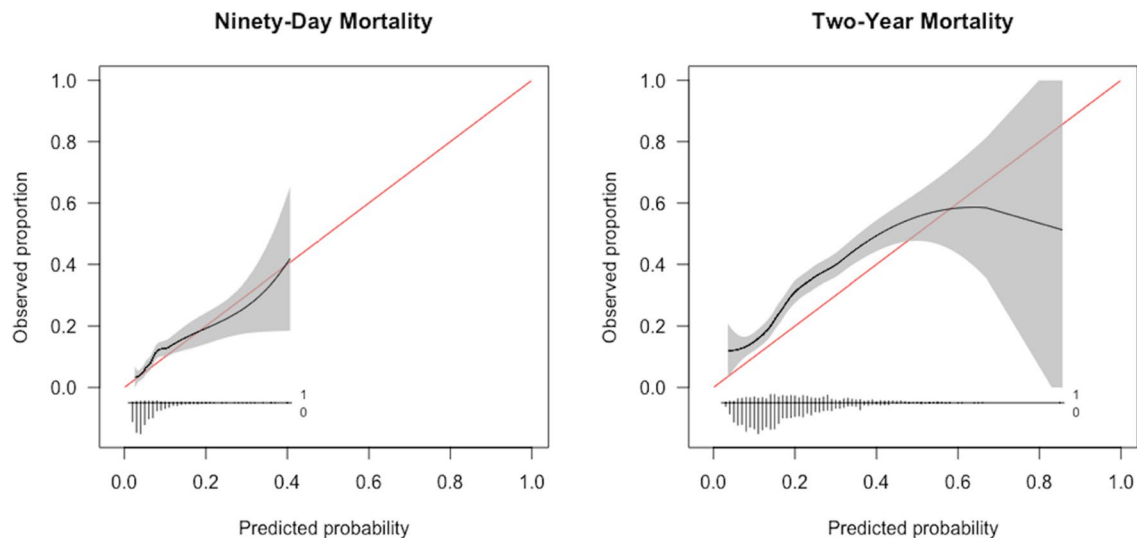 Ninety-Day Mortality
Observed proportion
1.0
0.8
0.6
0.4
0.2
0.0
1
0
0.0 0.2 0.4 0.6 0.8 1.0
Predicted probability
Two-Year Mortality
Observed proportion
1.0
0.8
0.6
0.4
0.2
0.0
1
0
0.0 0.2 0.4 0.6 0.8 1.0
Predicted probability